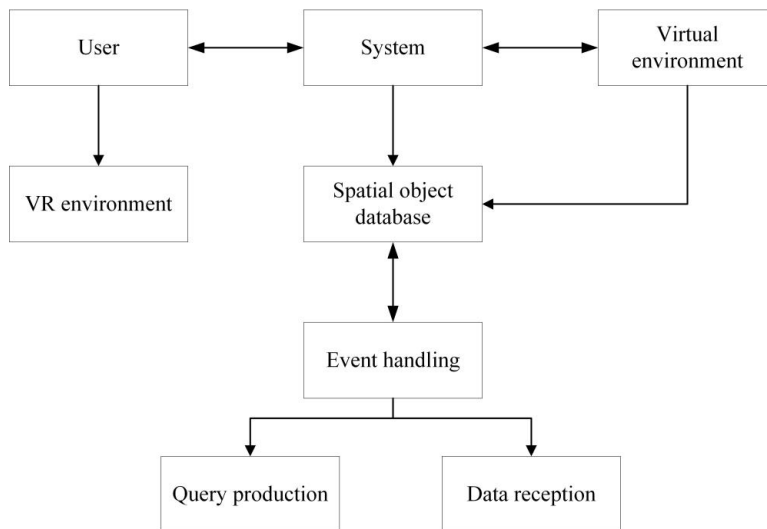 User
System
Virtual
environment
VR environment
Spatial object
database
Event handling
Query production
Data reception